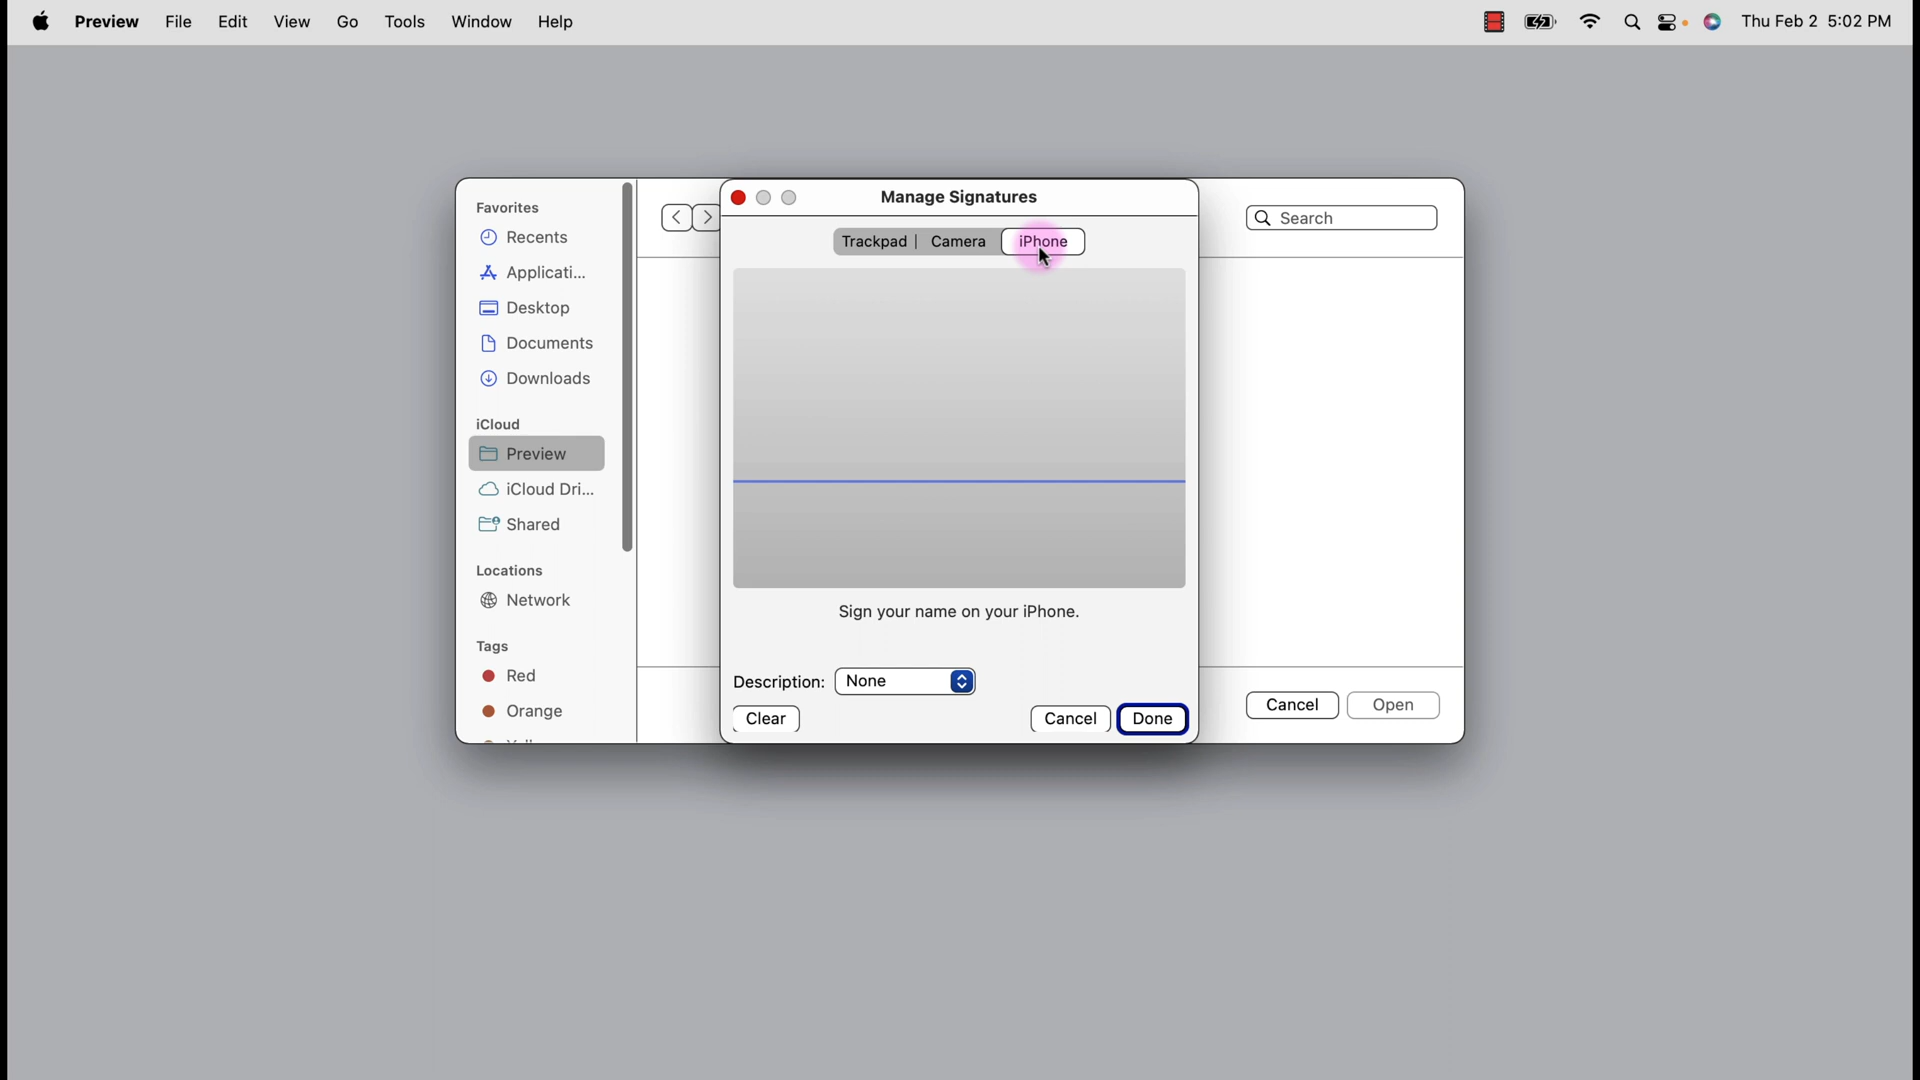 Preview File Edit View Go Tools Window Help Thu Feb 2 5:02 PM
Manage Signatures
Favorites
Recents
Applicati...
Desktop
Documents
Downloads
iCloud
Preview
iCloud Dri...
Shared
Locations
Network
Tags
Red
Orange
Trackpad | Camera iPhone
Sign your name on your iPhone.
Description: None
Clear Cancel Done
Search
Cancel Open